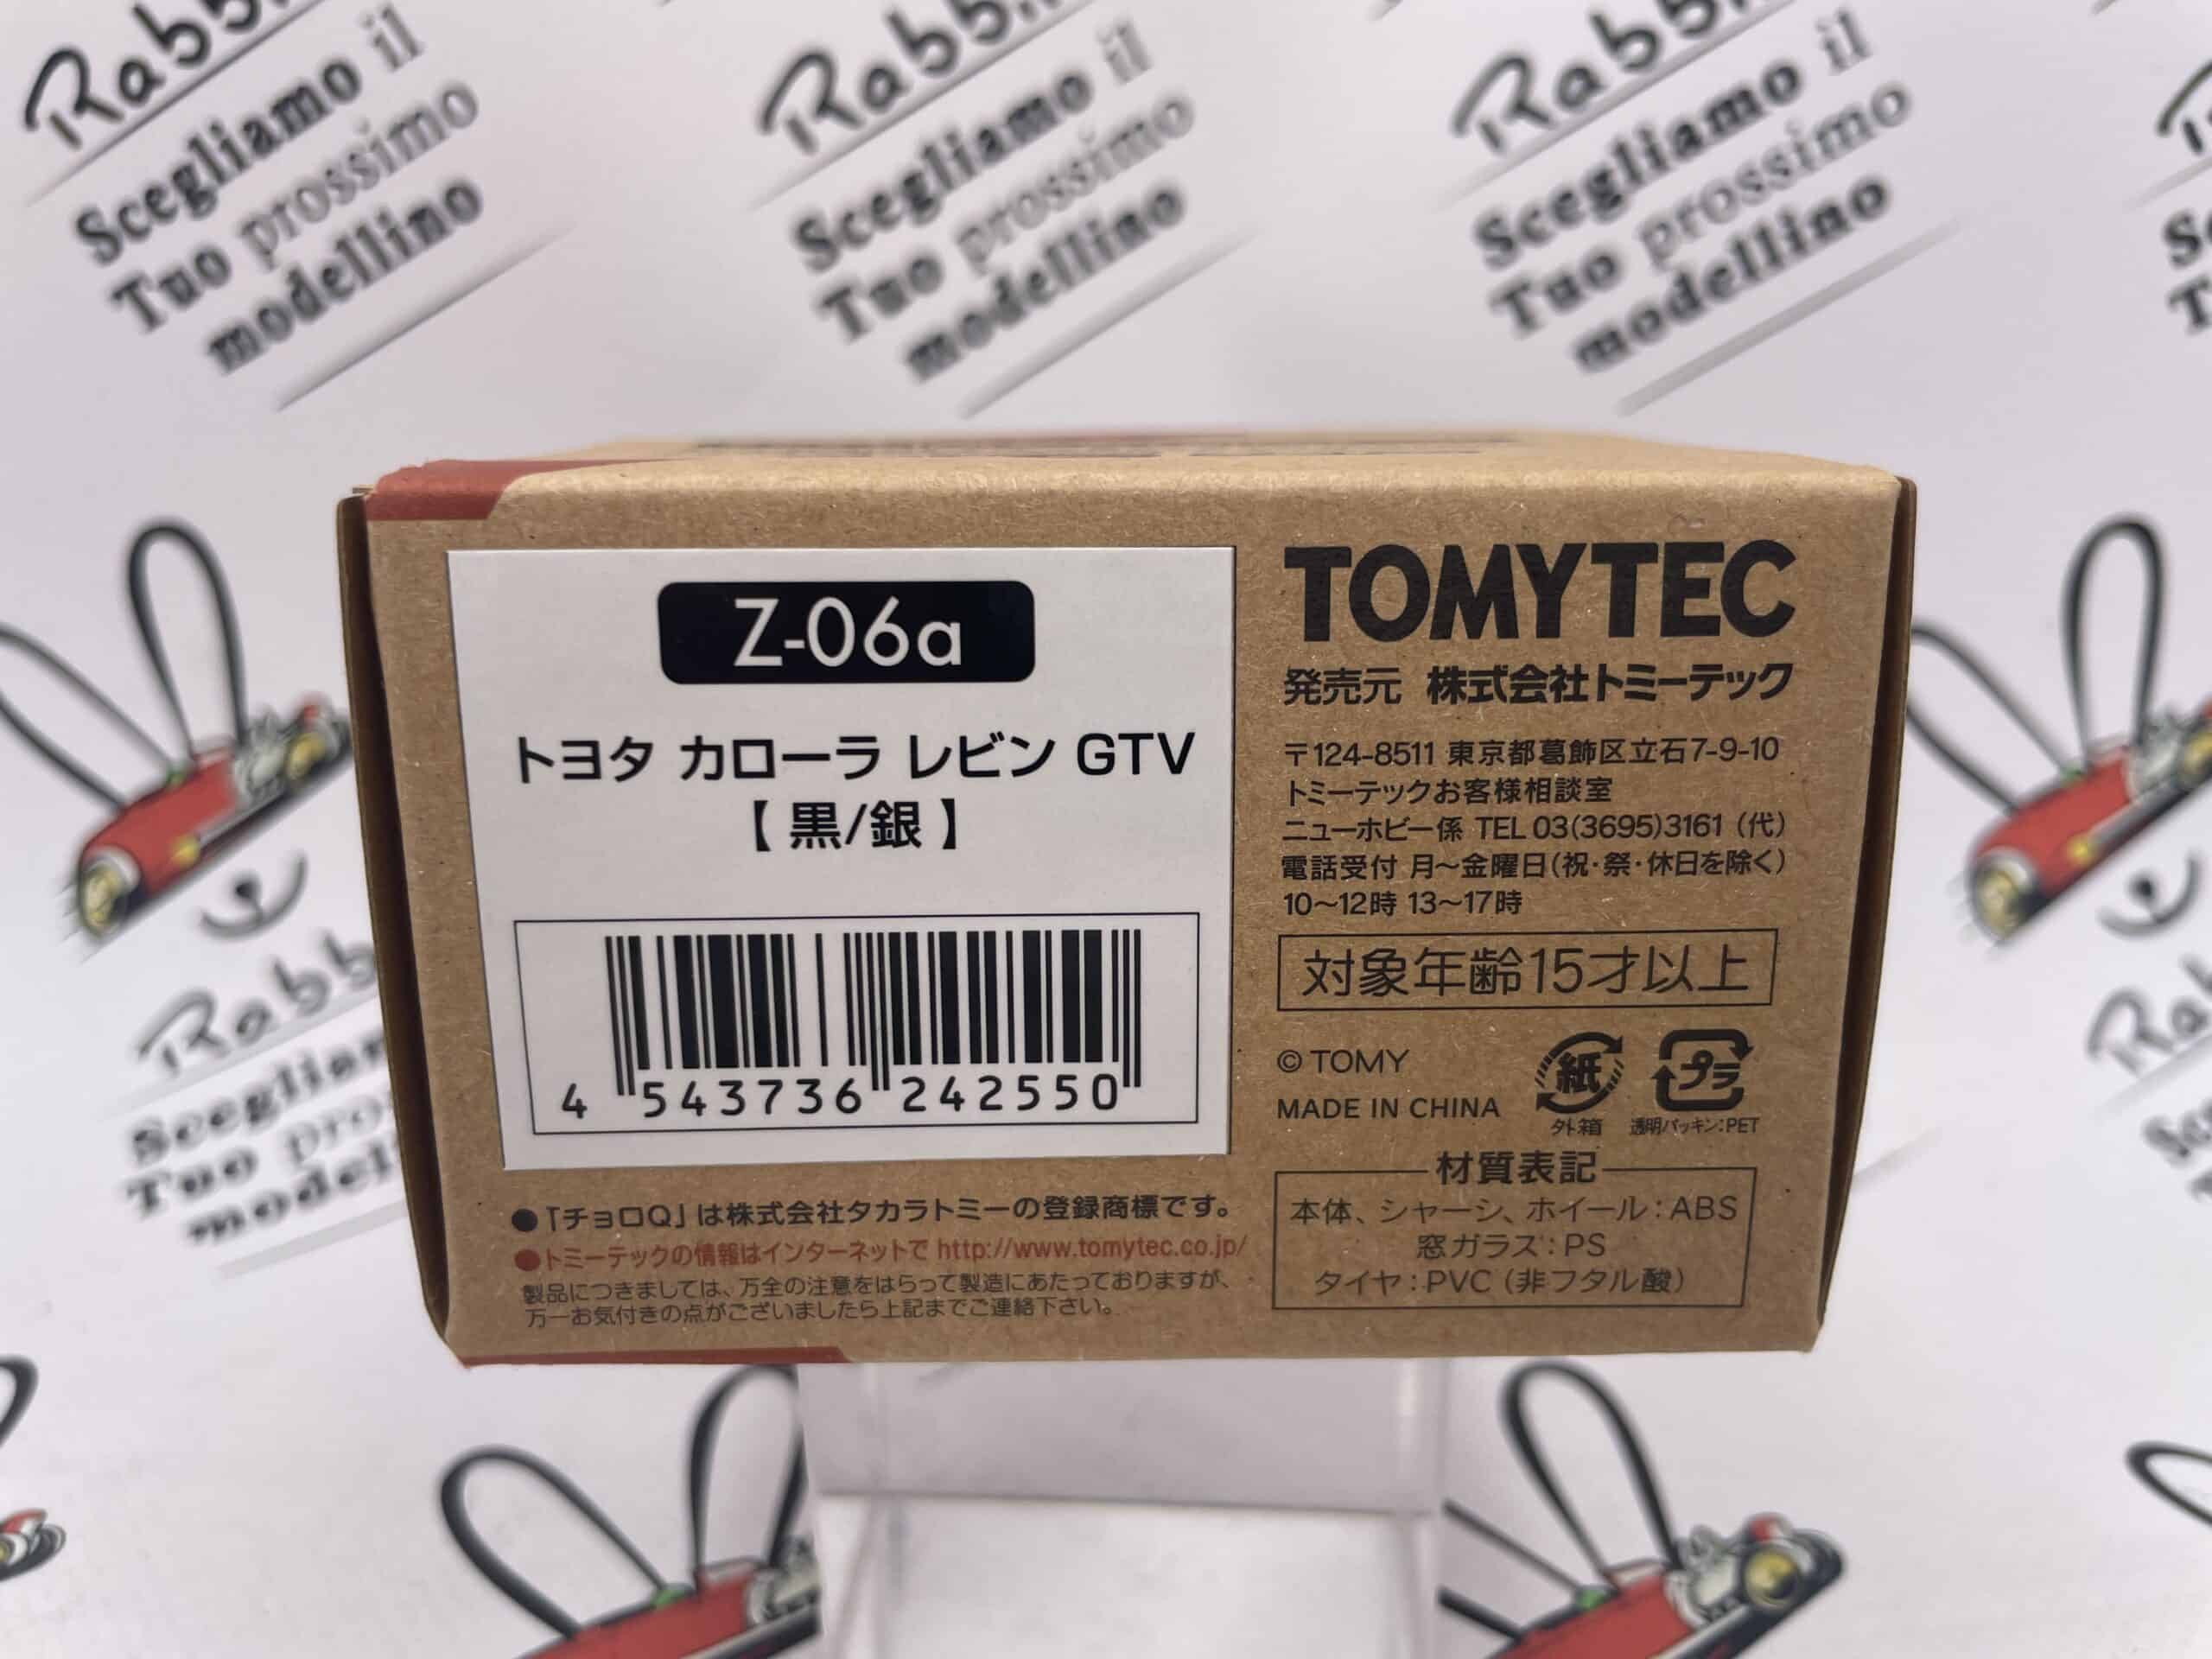 Scegliamo il
Tuo prossimo
modellino
Scegliamo il
Tuo prossimo
modellino
Scegliamo il
Tuo prossimo
modellino
Z-06a
トヨタ カローラ レビン GTV
【 黒/銀 】
4 543736 242550
●「チョロQ」は株式会社タカラトミーの登録商標です。
●トミーテックの情報はインターネットで http://www.tomytec.co.jp/
製品につきましては、万全の注意をはらって製造にあたっておりますが、
万一お気付きの点がございましたら上記までご連絡下さい。
TOMYTEC
発売元 株式会社トミーテック
〒124-8511 東京都葛飾区立石7-9-10
トミーテックお客様相談室
ニューホビー係 TEL 03(3695)3161 (代)
電話受付 月〜金曜日(祝・祭・休日を除く)
10〜12時 13〜17時
対象年齢15才以上
© TOMY
MADE IN CHINA
紙
外箱
プラ
透明パッキン:PET
材質表記
本体、シャーシ、ホイール:ABS
窓ガラス:PS
タイヤ:PVC (非フタル酸)